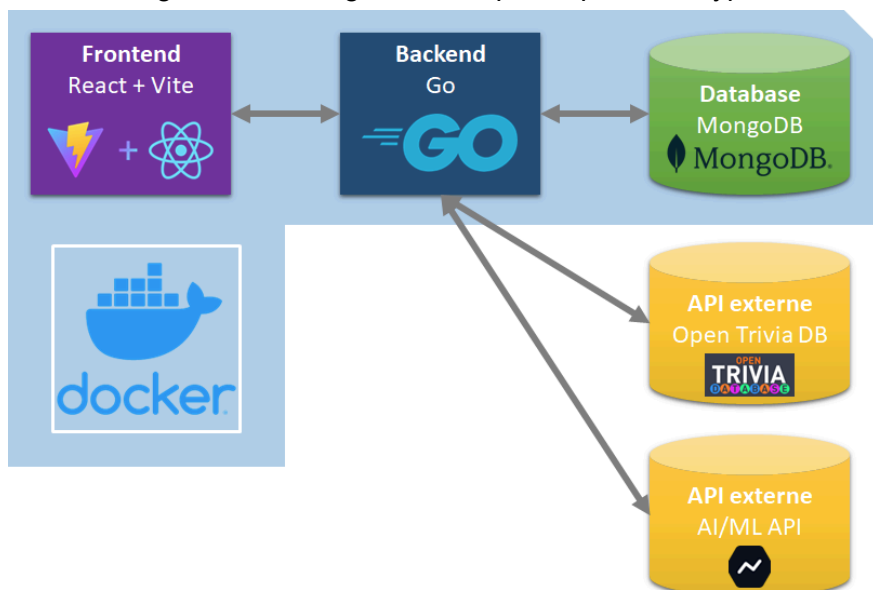 Frontend
React + Vite
+
Backend
Go
GO
Database
MongoDB
MongoDB.
docker
API externe
Open Trivia DB
OPEN
TRIVIA
DATABASE
API externe
AI/ML API